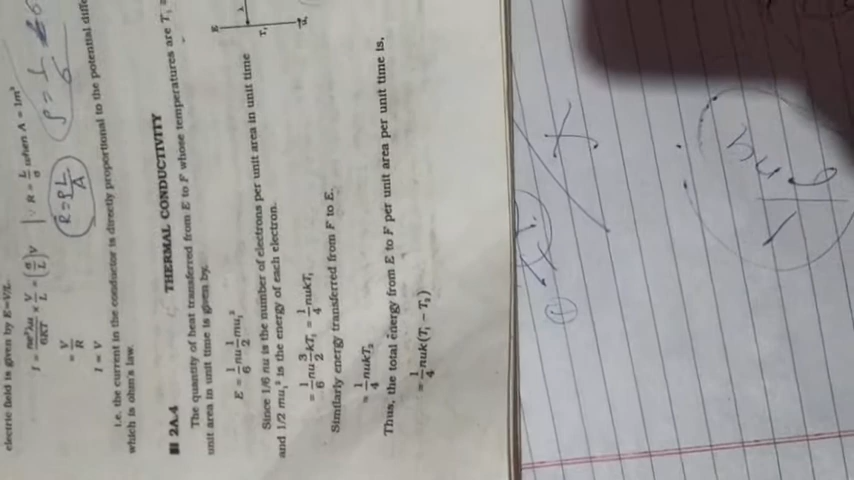 electric field is given by E=V/L.
I = ne²λu/6KT × V/L = (σ/L)V | ∵ R = L/σ when A = 1m²
= V/R
I ∝ V
R = ρL/A
ρ = 1/σ
i.e. the current in the conductor is directly proportional to the potential
which is ohm's law.
2A.4 THERMAL CONDUCTIVITY
The quantity of heat transferred from E to F whose temperatures are T₁ =
unit area in unit time is given by,
E = 1/6 nu 1/2 mu₁²
E
T₁
Since 1/6 nu is the number of electrons per unit area in unit time
and 1/2 mu₁² is the energy of each electron.
= 1/6 nu 3/2 kT₁ = 1/4 nukT₁
Similarly energy transferred from F to E.
= 1/4 nukT₂
Thus, the total energy from E to F per unit area per unit time is,
= 1/4 nuk(T₁ − T₂)
1/6 nu